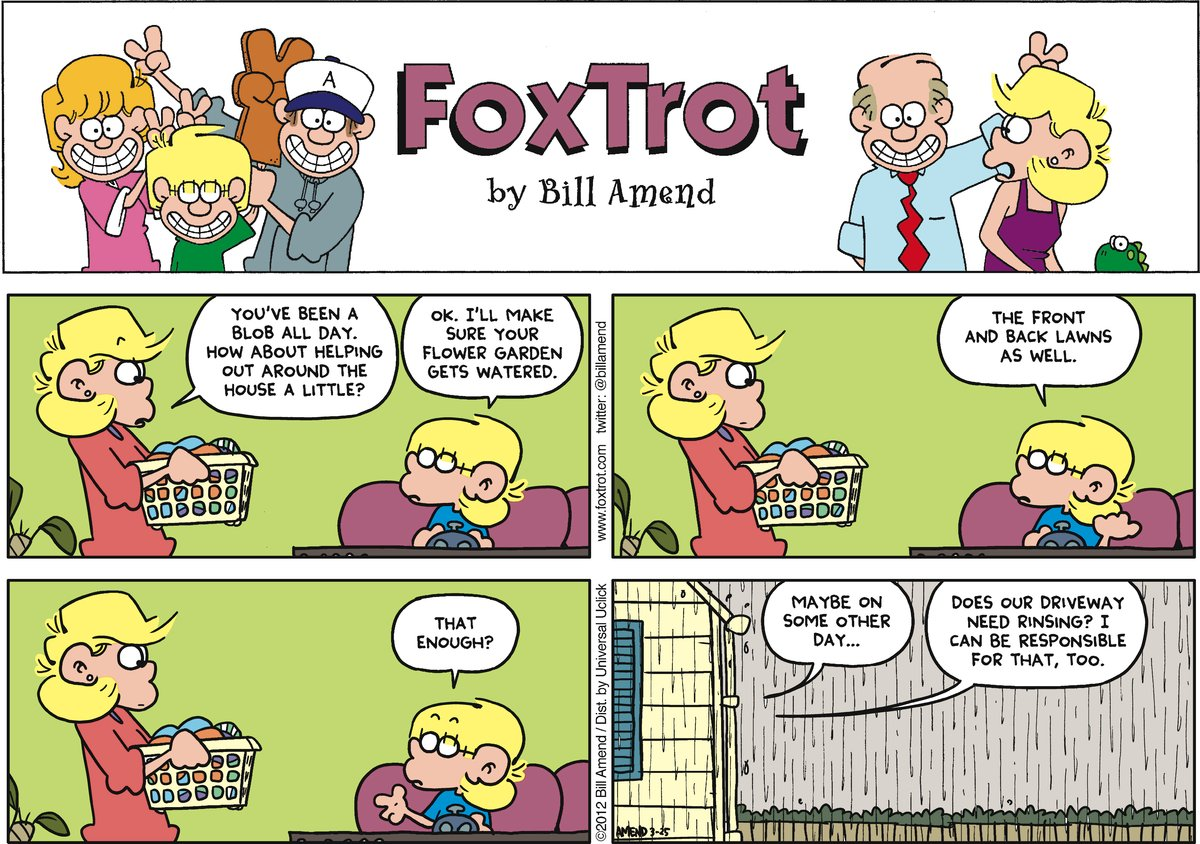 A
FOXTROT
by Bill Amend
YOU'VE BEEN A
BLOB ALL DAY.
HOW ABOUT HELPING
OUT AROUND THE
HOUSE A LITTLE?
OK. I'LL MAKE
SURE YOUR
FLOWER GARDEN
GETS WATERED.
www.foxtrot.com twitter: @billamend
THE FRONT
AND BACK LAWNS
AS WELL.
THAT
ENOUGH?
©2012 Bill Amend / Dist. by Universal Uclick
MAYBE ON
SOME OTHER
DAY...
DOES OUR DRIVEWAY
NEED RINSING? I
CAN BE RESPONSIBLE
FOR THAT, TOO.
AMEND 3-25